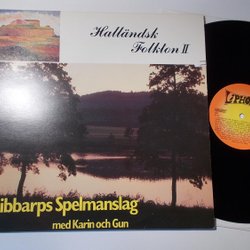 Halländsk
Folkton II
ibbarps Spelmanslag
med Karin och Gun